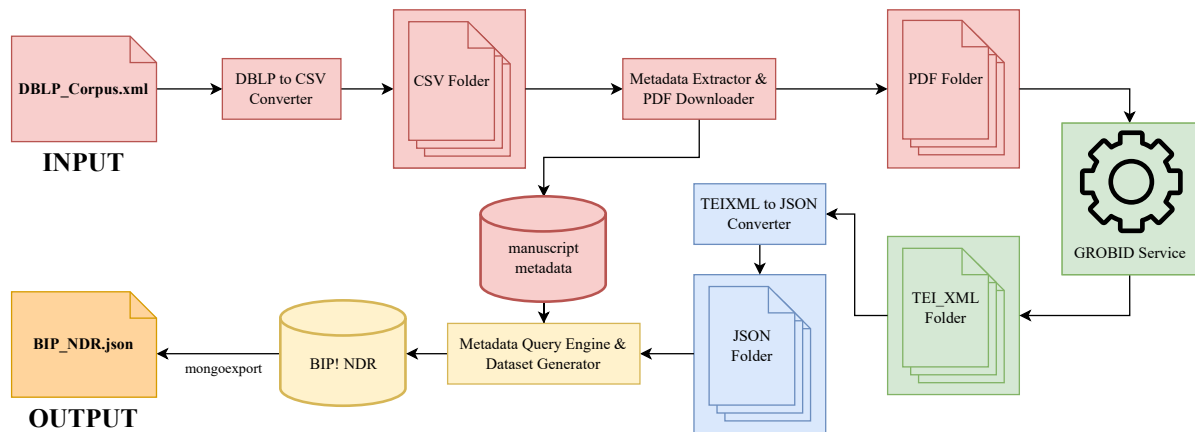 DBLP_Corpus.xml
INPUT
DBLP to CSV
Converter
CSV Folder
Metadata Extractor &
PDF Downloader
PDF Folder
GROBID Service
manuscript
metadata
TEIXML to JSON
Converter
TEI_XML
Folder
JSON
Folder
Metadata Query Engine &
Dataset Generator
BIP! NDR
mongoexport
BIP_NDR.json
OUTPUT